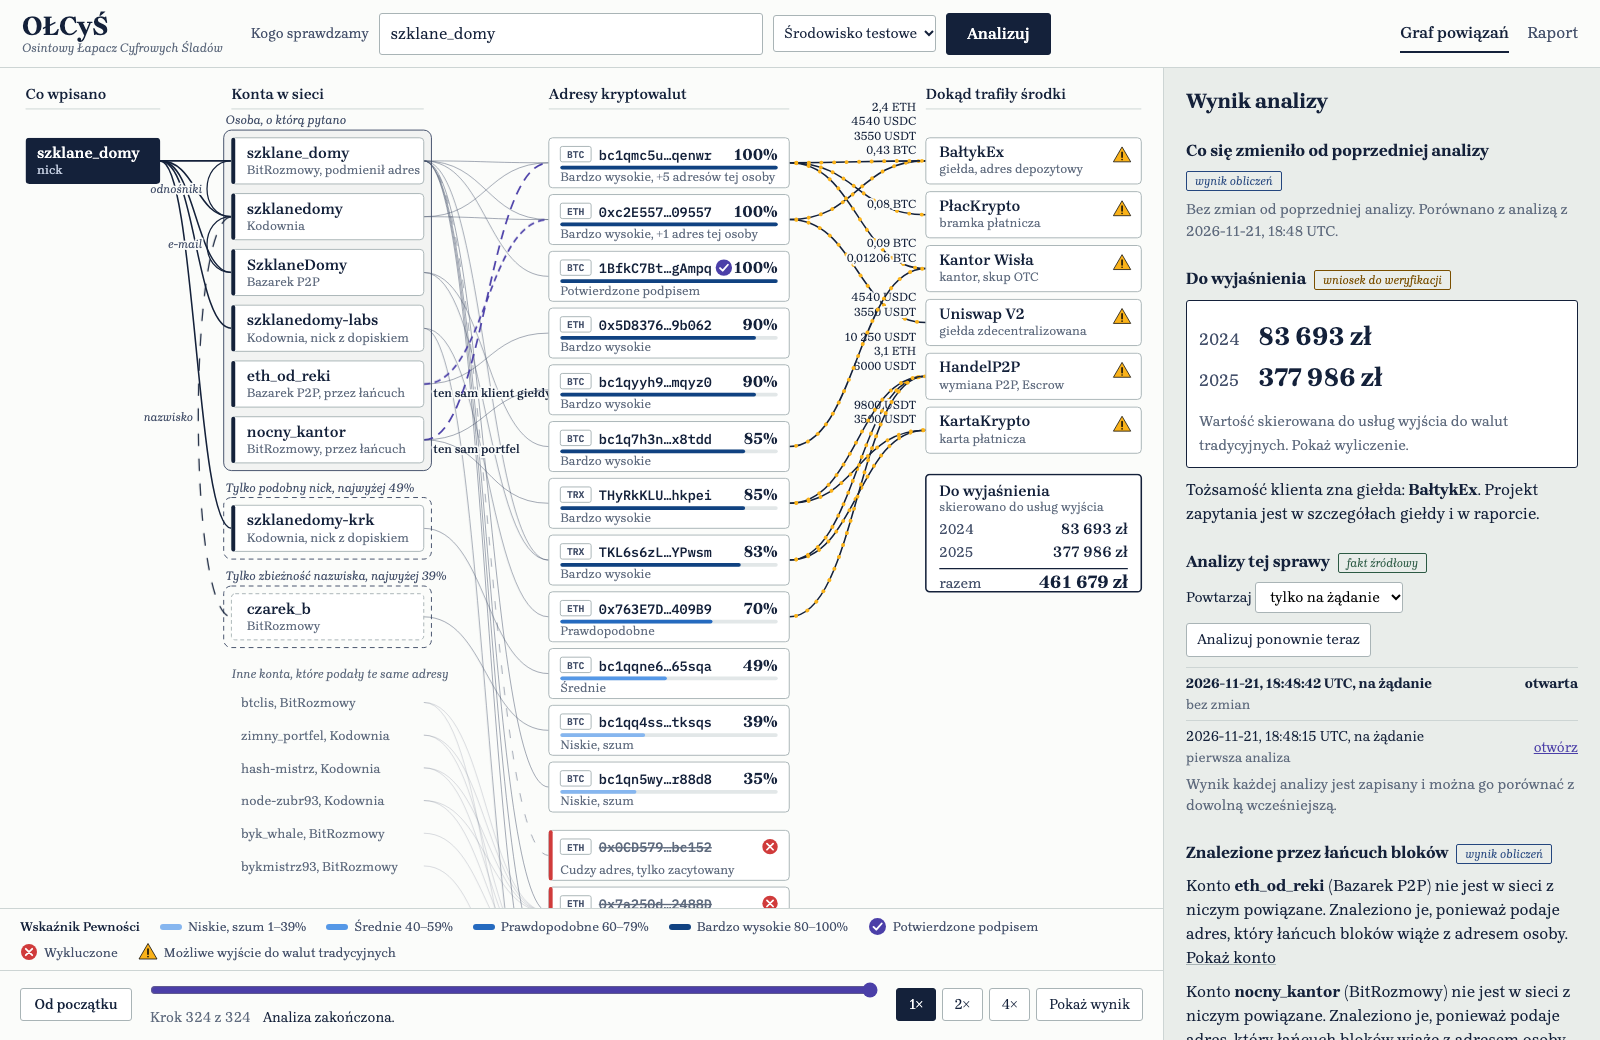 OŁCyŚ
Osintowy Łapacz Cyfrowych Śladów
Kogo sprawdzamy
szklane_domy
Środowisko testowe
Analizuj
Graf powiązań
Raport
Co wpisano
szklane_domy
nick
odnośniki
e-mail
nazwisko
Konta w sieci
Osoba, o którą pytano
szklane_domy
BitRozmowy, podmienił adres
szklanedomy
Kodownia
SzklaneDomy
Bazarek P2P
szklanedomy-labs
Kodownia, nick z dopiskiem
eth_od_reki
Bazarek P2P, przez łańcuch
nocny_kantor
BitRozmowy, przez łańcuch
ten sam klient giełdy
ten sam portfel
Tylko podobny nick, najwyżej 49%
szklanedomy-krk
Kodownia, nick z dopiskiem
Tylko zbieżność nazwiska, najwyżej 39%
czarek_b
BitRozmowy
Inne konta, które podały te same adresy
btclis, BitRozmowy
zimny_portfel, Kodownia
hash-mistrz, Kodownia
node-zubr93, Kodownia
byk_whale, BitRozmowy
bykmistrz93, BitRozmowy
Adresy kryptowalut
BTC bc1qmc5u…qenwr 100%
Bardzo wysokie, +5 adresów tej osoby
ETH 0xc2E557…09557 100%
Bardzo wysokie, +1 adres tej osoby
BTC 1BfkC7Bt…gAmpq 100%
Potwierdzone podpisem
ETH 0x5D8376…9b062 90%
Bardzo wysokie
BTC bc1qyyh9…mqyz0 90%
Bardzo wysokie
BTC bc1q7h3n…x8tdd 85%
Bardzo wysokie
TRX THyRkKLU…hkpei 85%
Bardzo wysokie
TRX TKL6s6zL…YPwsm 83%
Bardzo wysokie
ETH 0x763E7D…409B9 70%
Prawdopodobne
BTC bc1qqne6…65sqa 49%
Średnie
BTC bc1qq4ss…tksqs 39%
Niskie, szum
BTC bc1qn5wy…r88d8 35%
Niskie, szum
ETH 0x0CD579…bc152
Cudzy adres, tylko zacytowany
ETH 0x7a250d…2488D
Dokąd trafiły środki
2,4 ETH
4540 USDC
3550 USDT
0,43 BTC
0,08 BTC
0,09 BTC
0,01206 BTC
4540 USDC
3550 USDT
10 250 USDT
3,1 ETH
5000 USDT
9800 USDT
3500 USDT
BałtykEx
giełda, adres depozytowy
PłacKrypto
bramka płatnicza
Kantor Wisła
kantor, skup OTC
Uniswap V2
giełda zdecentralizowana
HandelP2P
wymiana P2P, Escrow
KartaKrypto
karta płatnicza
Do wyjaśnienia
skierowano do usług wyjścia
2024 83 693 zł
2025 377 986 zł
razem 461 679 zł
Wskaźnik Pewności
Niskie, szum 1–39%
Średnie 40–59%
Prawdopodobne 60–79%
Bardzo wysokie 80–100%
Potwierdzone podpisem
Wykluczone
Możliwe wyjście do walut tradycyjnych
Od początku
Krok 324 z 324 Analiza zakończona.
1×
2×
4×
Pokaż wynik
Wynik analizy
Co się zmieniło od poprzedniej analizy
wynik obliczeń
Bez zmian od poprzedniej analizy. Porównano z analizą z
2026-11-21, 18:48 UTC.
Do wyjaśnienia wniosek do weryfikacji
2024 83 693 zł
2025 377 986 zł
Wartość skierowana do usług wyjścia do walut
tradycyjnych. Pokaż wyliczenie.
Tożsamość klienta zna giełda: BałtykEx. Projekt
zapytania jest w szczegółach giełdy i w raporcie.
Analizy tej sprawy fakt źródłowy
Powtarzaj tylko na żądanie
Analizuj ponownie teraz
2026-11-21, 18:48:42 UTC, na żądanie otwarta
bez zmian
2026-11-21, 18:48:15 UTC, na żądanie
pierwsza analiza
otwórz
Wynik każdej analizy jest zapisany i można go porównać z
dowolną wcześniejszą.
Znalezione przez łańcuch bloków wynik obliczeń
Konto eth_od_reki (Bazarek P2P) nie jest w sieci z
niczym powiązane. Znaleziono je, ponieważ podaje
adres, który łańcuch bloków wiąże z adresem osoby.
Pokaż konto
Konto nocny_kantor (BitRozmowy) nie jest w sieci z
niczym powiązane. Znaleziono je, ponieważ podaje
adres, który łańcuch bloków wiąże z adresem osoby.